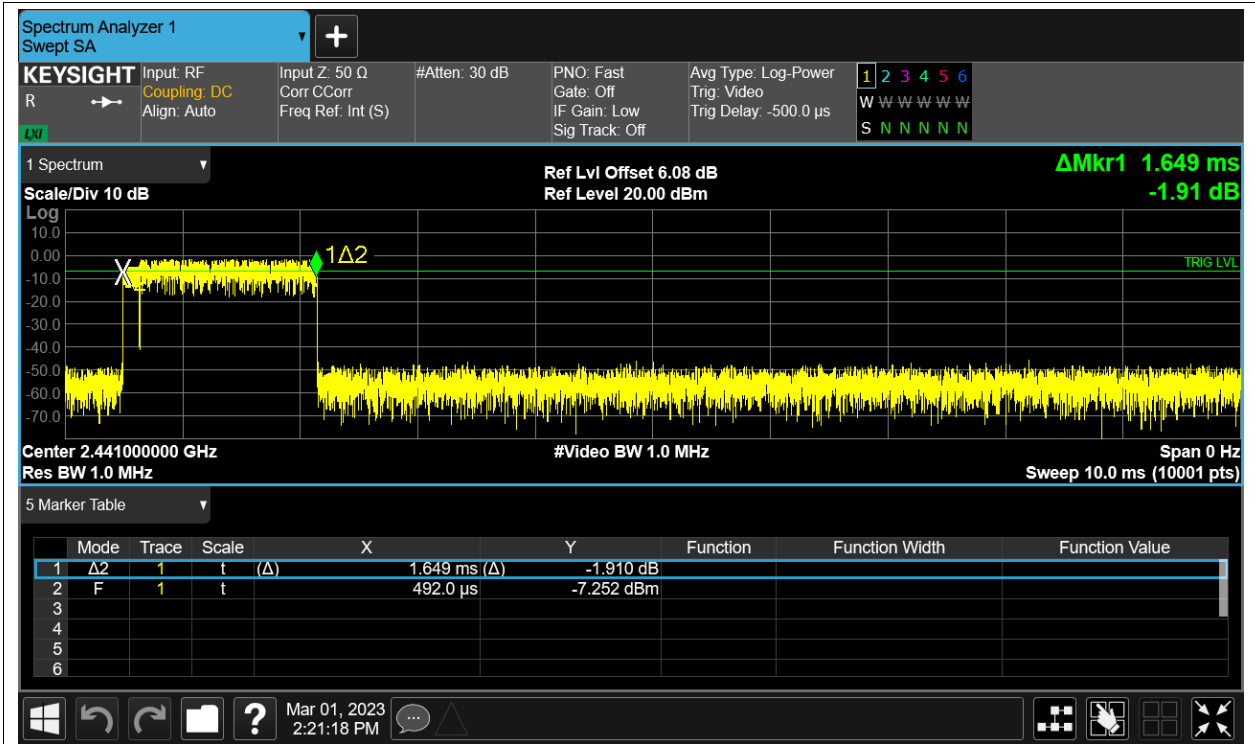 Spectrum Analyzer 1
Swept SA
KEYSIGHT
R
LXI
Input: RF
Coupling: DC
Align: Auto
Input Z: 50 Ω
Corr CCorr
Freq Ref: Int (S)
#Atten: 30 dB
PNO: Fast
Gate: Off
IF Gain: Low
Sig Track: Off
Avg Type: Log-Power
Trig: Video
Trig Delay: -500.0 µs
1 2 3 4 5 6
W W W W W W
S N N N N N
1 Spectrum
Scale/Div 10 dB
Ref Lvl Offset 6.08 dB
Ref Level 20.00 dBm
ΔMkr1 1.649 ms
-1.91 dB
Log
10.0
0.00
-10.0
-20.0
-30.0
-40.0
-50.0
-60.0
-70.0
1Δ2
TRIG LVL
Center 2.441000000 GHz
Res BW 1.0 MHz
#Video BW 1.0 MHz
Span 0 Hz
Sweep 10.0 ms (10001 pts)
5 Marker Table
Mode Trace Scale X Y Function Function Width Function Value
1 Δ2 1 t (Δ) 1.649 ms (Δ) -1.910 dB
2 F 1 t 492.0 µs -7.252 dBm
3
4
5
6
?
Mar 01, 2023
2:21:18 PM